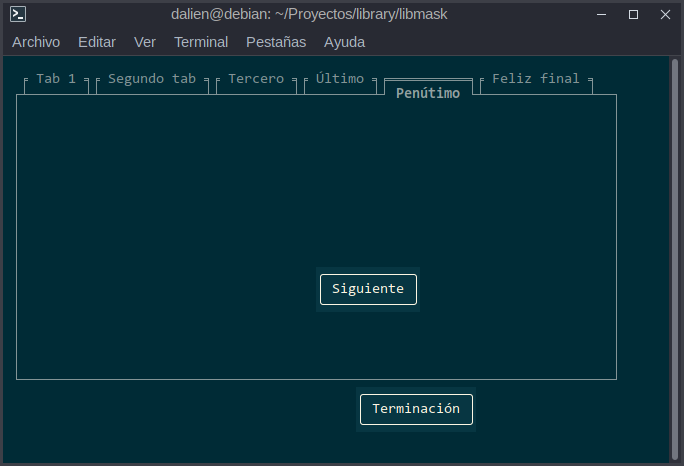 dalien@debian: ~/Proyectos/library/libmask
Archivo Editar Ver Terminal Pestañas Ayuda
Tab 1 Segundo tab Tercero Último Penútimo Feliz final
Siguiente
Terminación